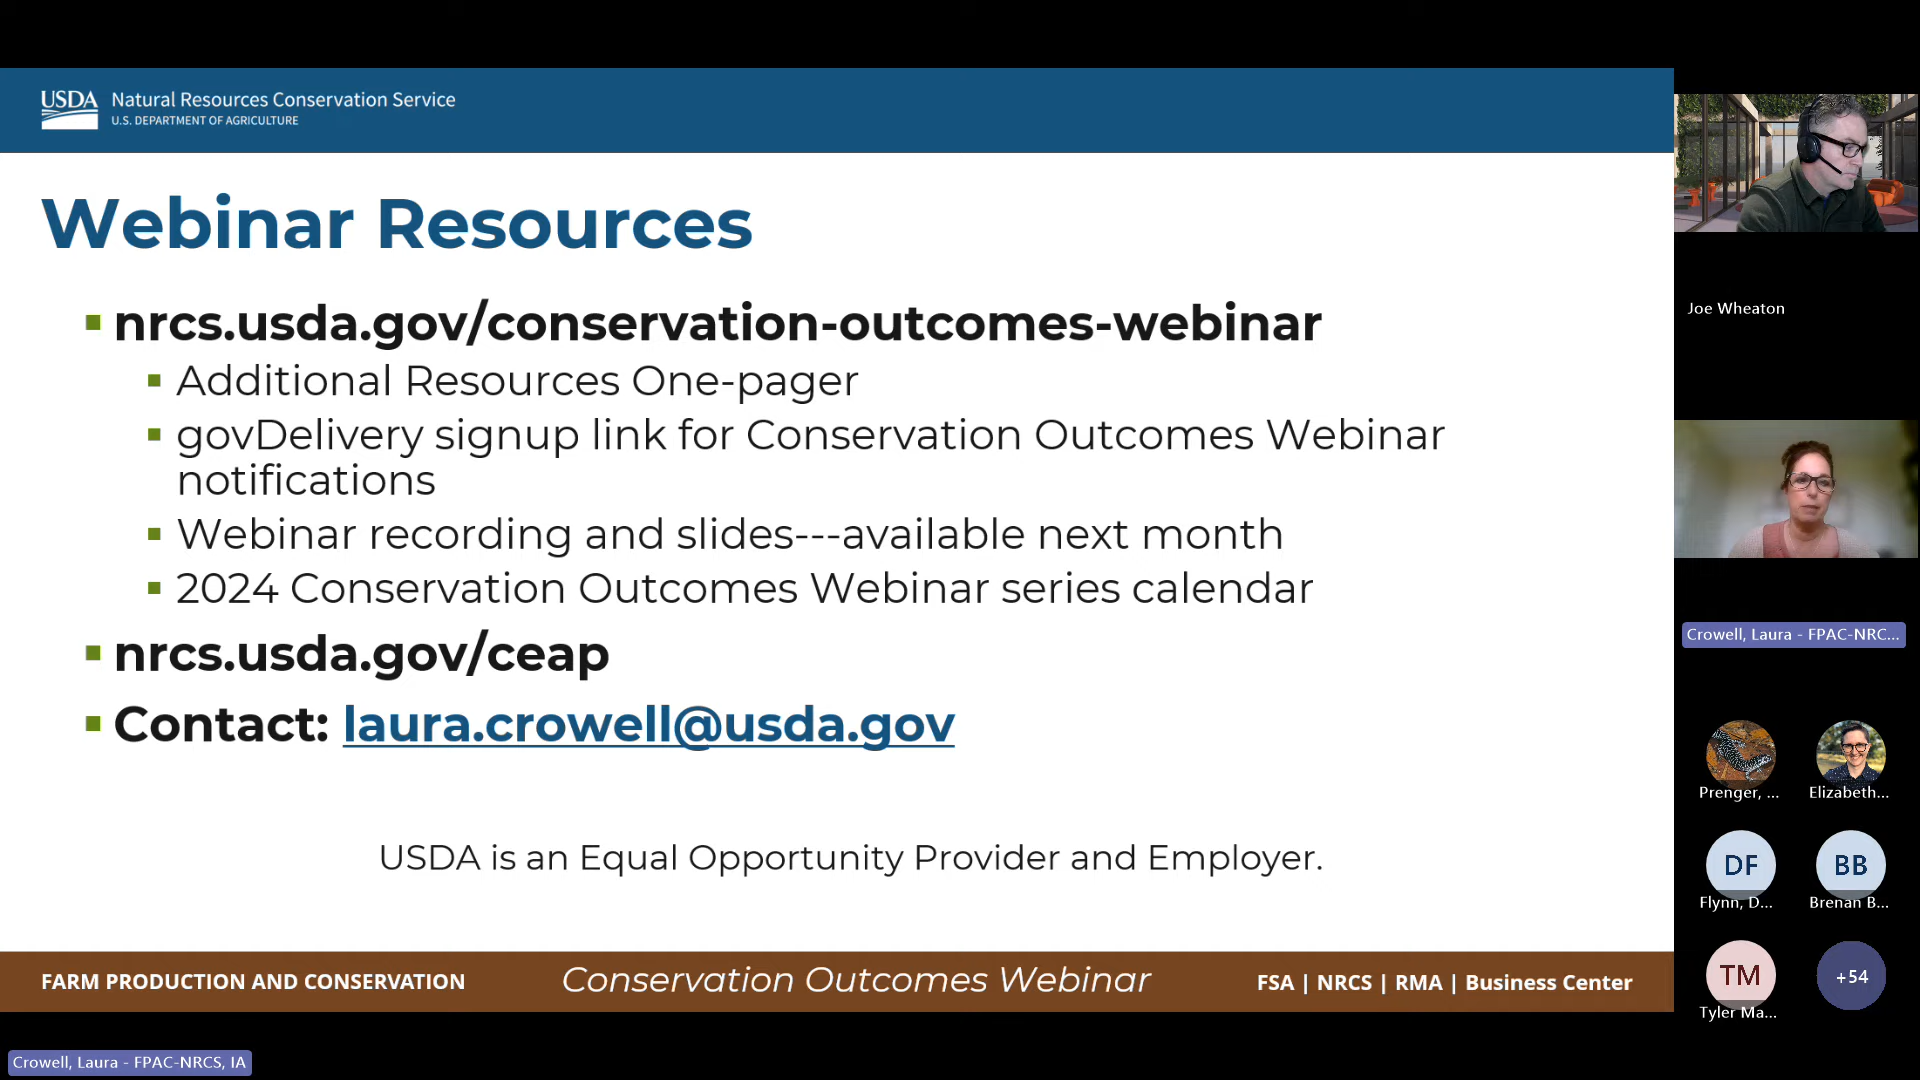 USDA Natural Resources Conservation Service
U.S. DEPARTMENT OF AGRICULTURE
Webinar Resources
nrcs.usda.gov/conservation-outcomes-webinar
Additional Resources One-pager
govDelivery signup link for Conservation Outcomes Webinar
notifications
Webinar recording and slides---available next month
2024 Conservation Outcomes Webinar series calendar
nrcs.usda.gov/ceap
Contact: laura.crowell@usda.gov
USDA is an Equal Opportunity Provider and Employer.
FARM PRODUCTION AND CONSERVATION
Conservation Outcomes Webinar
FSA | NRCS | RMA | Business Center
Crowell, Laura - FPAC-NRCS, IA
Joe Wheaton
Crowell, Laura - FPAC-NRC...
Prenger, ...
Elizabeth...
DF
Flynn, D...
BB
Brenan B...
TM
Tyler Ma...
+54